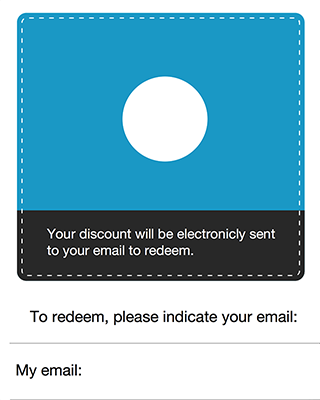 Your discount will be electronicly sent
to your email to redeem.
To redeem, please indicate your email:
My email: